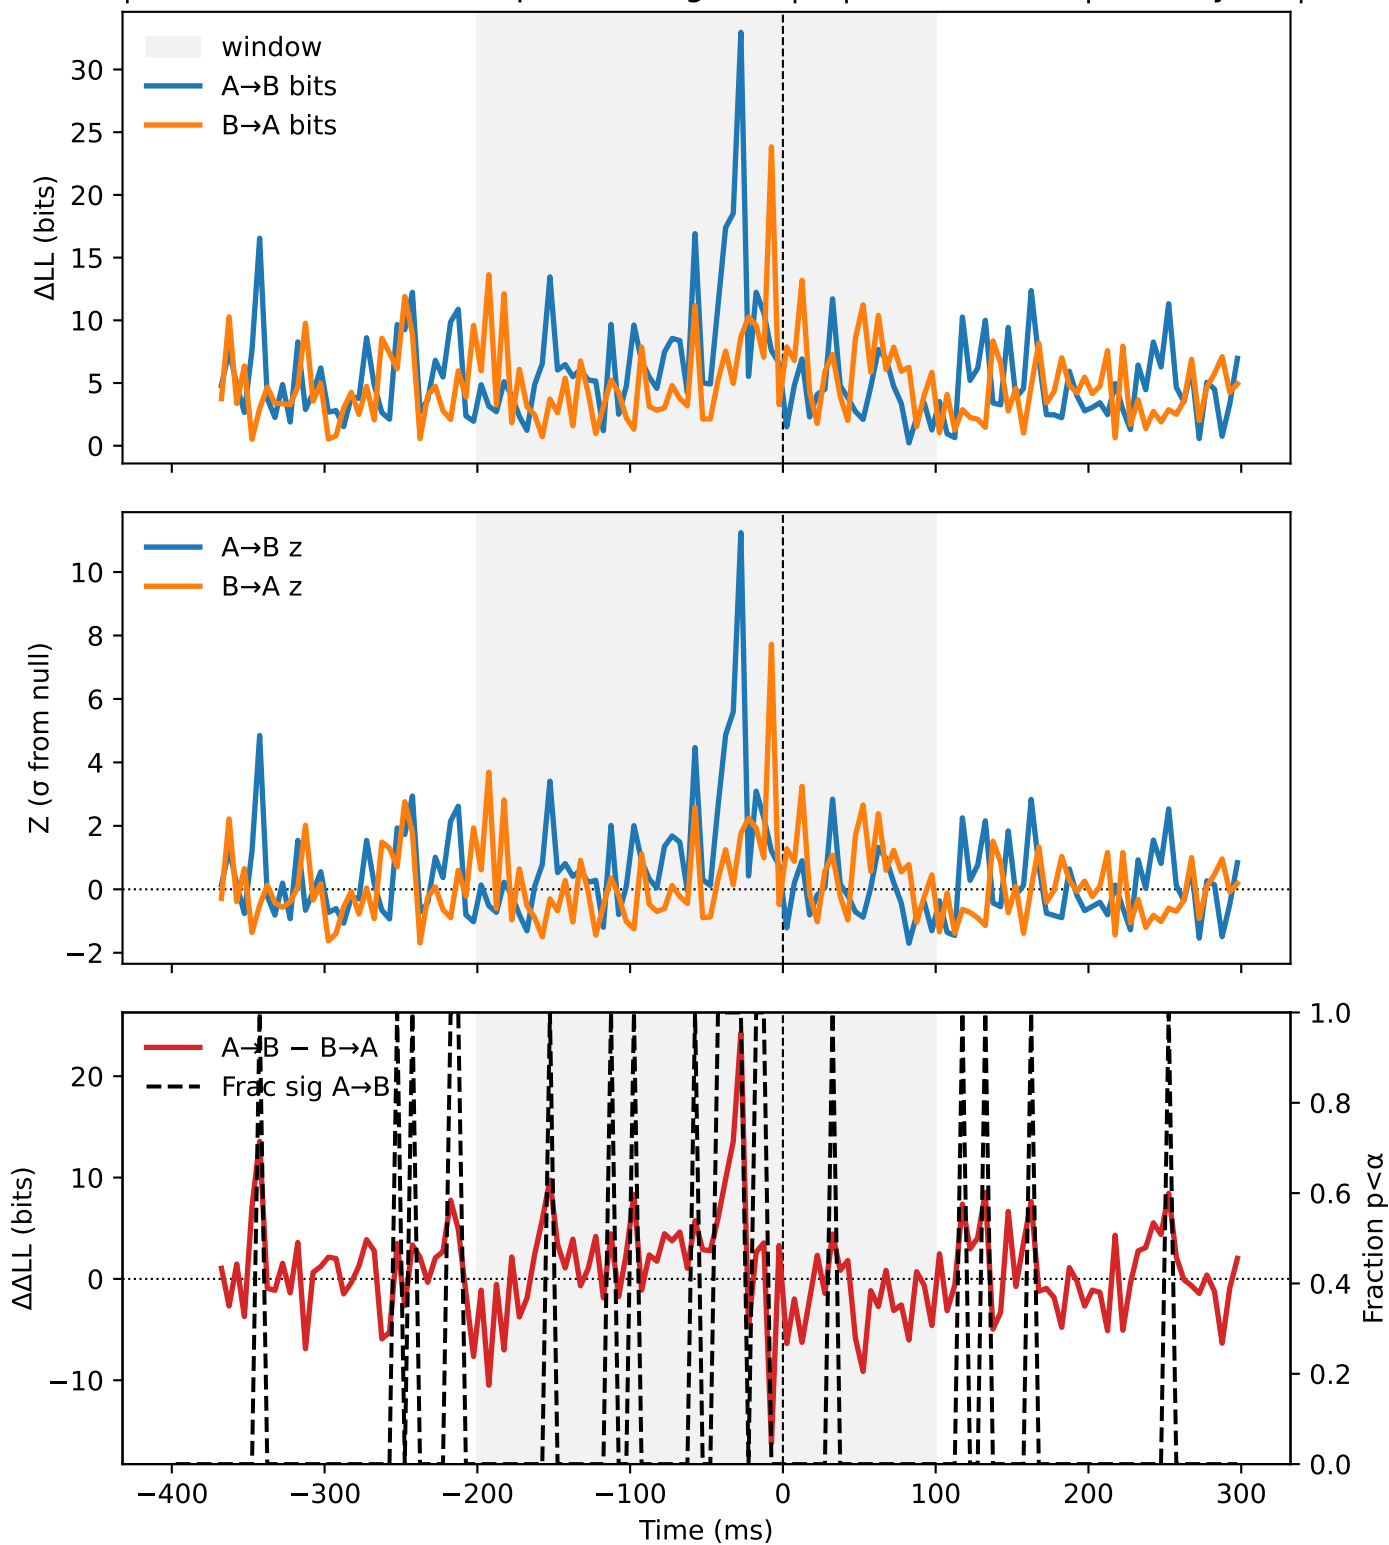 window
A→B bits
B→A bits
ΔLL (bits)
30
25
20
15
10
5
0
A→B z
B→A z
Z (σ from null)
10
8
6
4
2
0
−2
A→B − B→A
Frac sig A→B
ΔΔLL (bits)
20
10
0
−10
1.0
0.8
0.6
0.4
0.2
0.0
Fraction p<α
−400 −300 −200 −100 0 100 200 300
Time (ms)